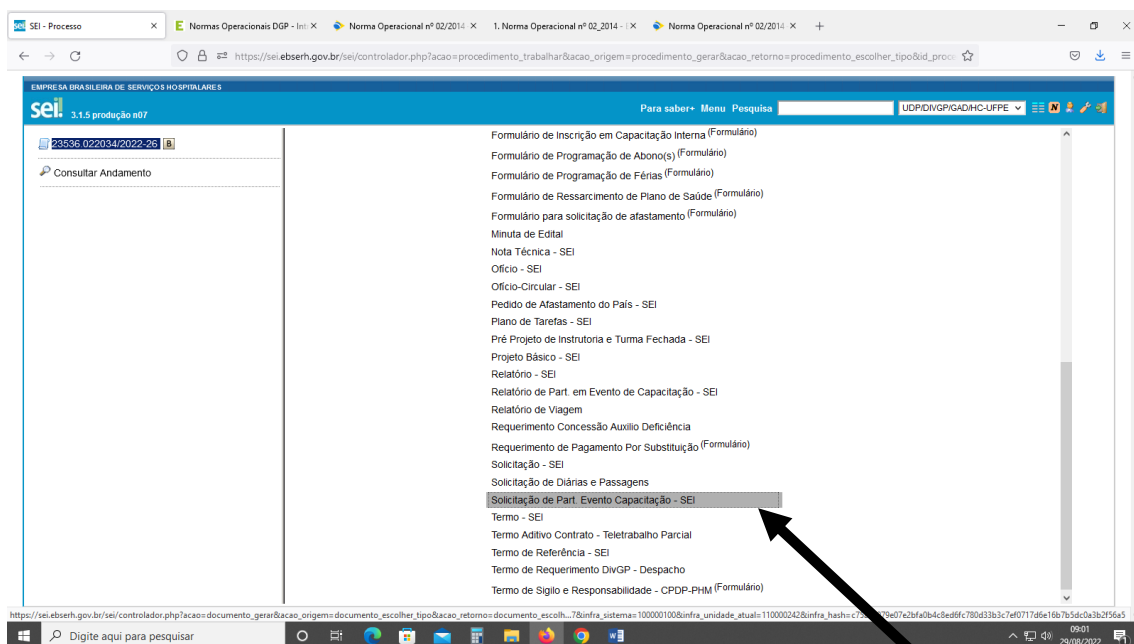 SEI - Processo
Normas Operacionais DGP - Int
Norma Operacional nº 02/2014
1. Norma Operacional nº 02_2014 -
Norma Operacional nº 02/2014
https://sei.ebserh.gov.br/sei/controlador.php?acao=procedimento_trabalhar&acao_origem=procedimento_gerar&acao_retorno=procedimento_escolher_tipo&id_proce
EMPRESA BRASILEIRA DE SERVIÇOS HOSPITALARES
sei! 3.1.5 produção n07
Para saber+ Menu Pesquisa
UDP/DIVGP/GAD/HC-UFPE
N
23536.022034/2022-26 B
Consultar Andamento
Formulário de Inscrição em Capacitação Interna (Formulário)
Formulário de Programação de Abono(s) (Formulário)
Formulário de Programação de Férias (Formulário)
Formulário de Ressarcimento de Plano de Saúde (Formulário)
Formulário para solicitação de afastamento (Formulário)
Minuta de Edital
Nota Técnica - SEI
Ofício - SEI
Ofício-Circular - SEI
Pedido de Afastamento do País - SEI
Plano de Tarefas - SEI
Pré Projeto de Instrutoria e Turma Fechada - SEI
Projeto Básico - SEI
Relatório - SEI
Relatório de Part. em Evento de Capacitação - SEI
Relatório de Viagem
Requerimento Concessão Auxilio Deficiência
Requerimento de Pagamento Por Substituição (Formulário)
Solicitação - SEI
Solicitação de Diárias e Passagens
Solicitação de Part. Evento Capacitação - SEI
Termo - SEI
Termo Aditivo Contrato - Teletrabalho Parcial
Termo de Referência - SEI
Termo de Requerimento DivGP - Despacho
Termo de Sigilo e Responsabilidade - CPDP-PHM (Formulário)
Digite aqui para pesquisar
09:01
29/08/2022